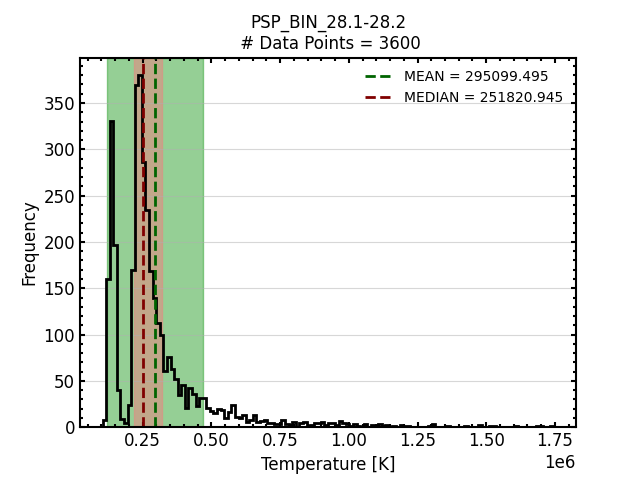 PSP_BIN_28.1-28.2
# Data Points = 3600
MEAN = 295099.495
MEDIAN = 251820.945
Frequency
350
300
250
200
150
100
50
0
0.25
0.50
0.75
1.00
1.25
1.50
1.75
1e6
Temperature [K]